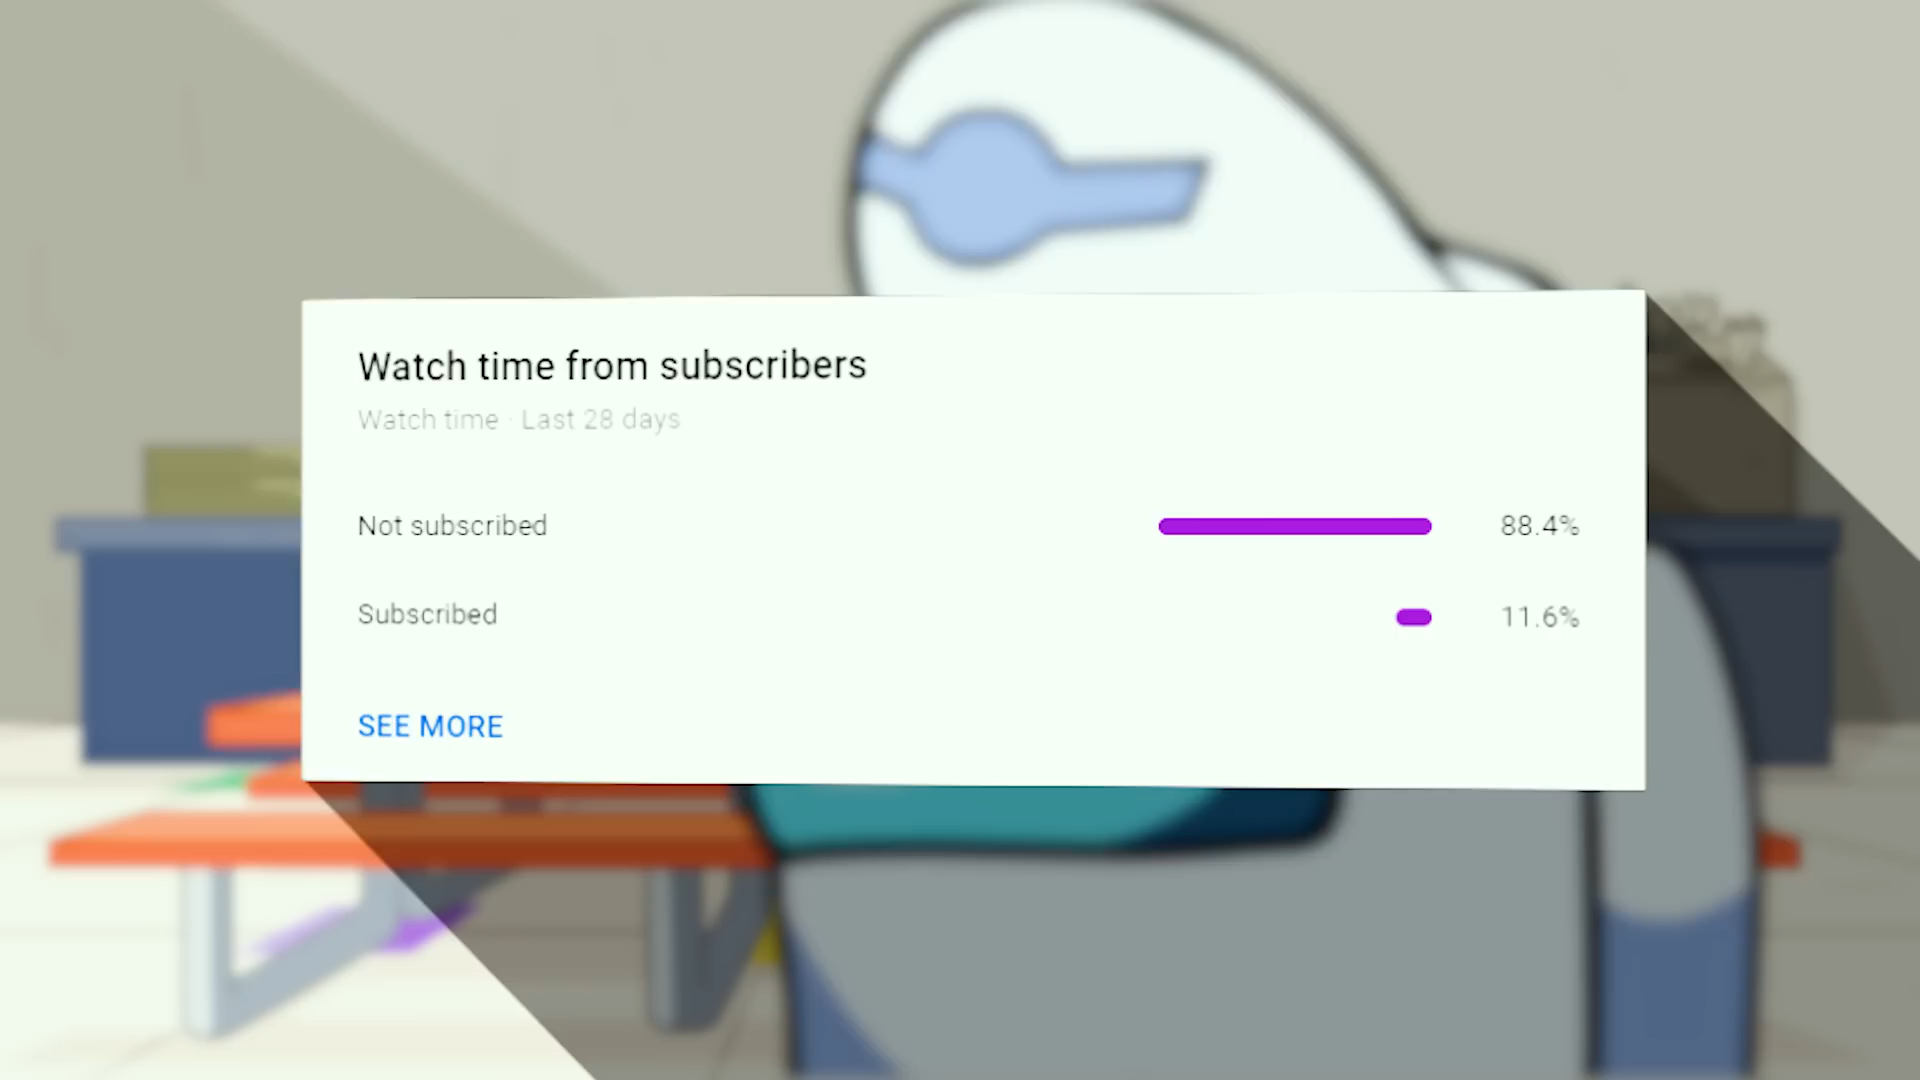 Watch time from subscribers
Watch time · Last 28 days
Not subscribed 88.4%
Subscribed 11.6%
SEE MORE